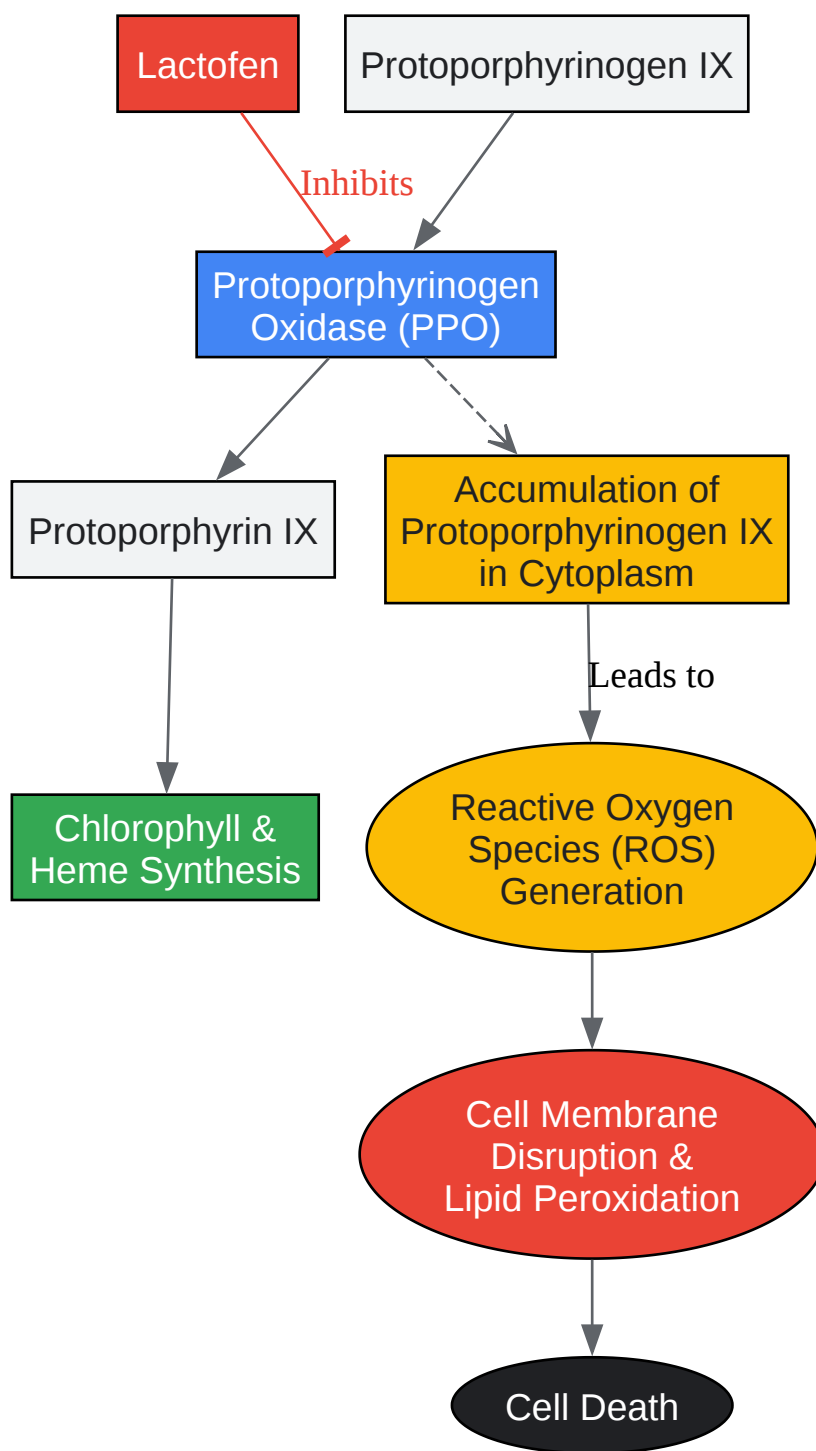 Lactofen
Protoporphyrinogen IX
Inhibits
Protoporphyrinogen
Oxidase (PPO)
Protoporphyrin IX
Accumulation of
Protoporphyrinogen IX
in Cytoplasm
Leads to
Chlorophyll &
Heme Synthesis
Reactive Oxygen
Species (ROS)
Generation
Cell Membrane
Disruption &
Lipid Peroxidation
Cell Death